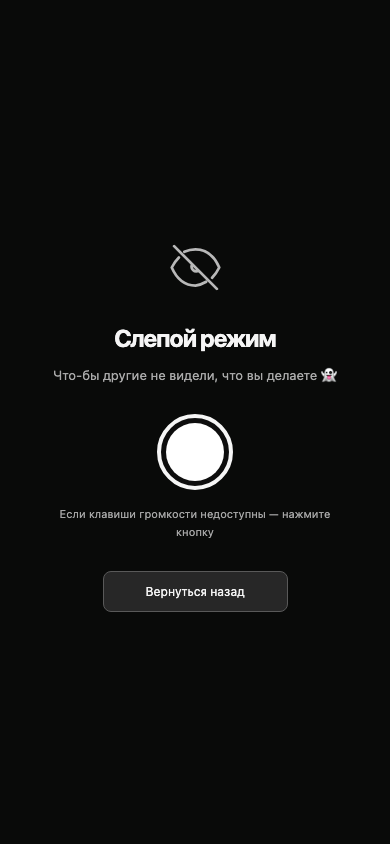 Слепой режим
Что-бы другие не видели, что вы делаете 👻
Если клавиши громкости недоступны — нажмите
кнопку
Вернуться назад